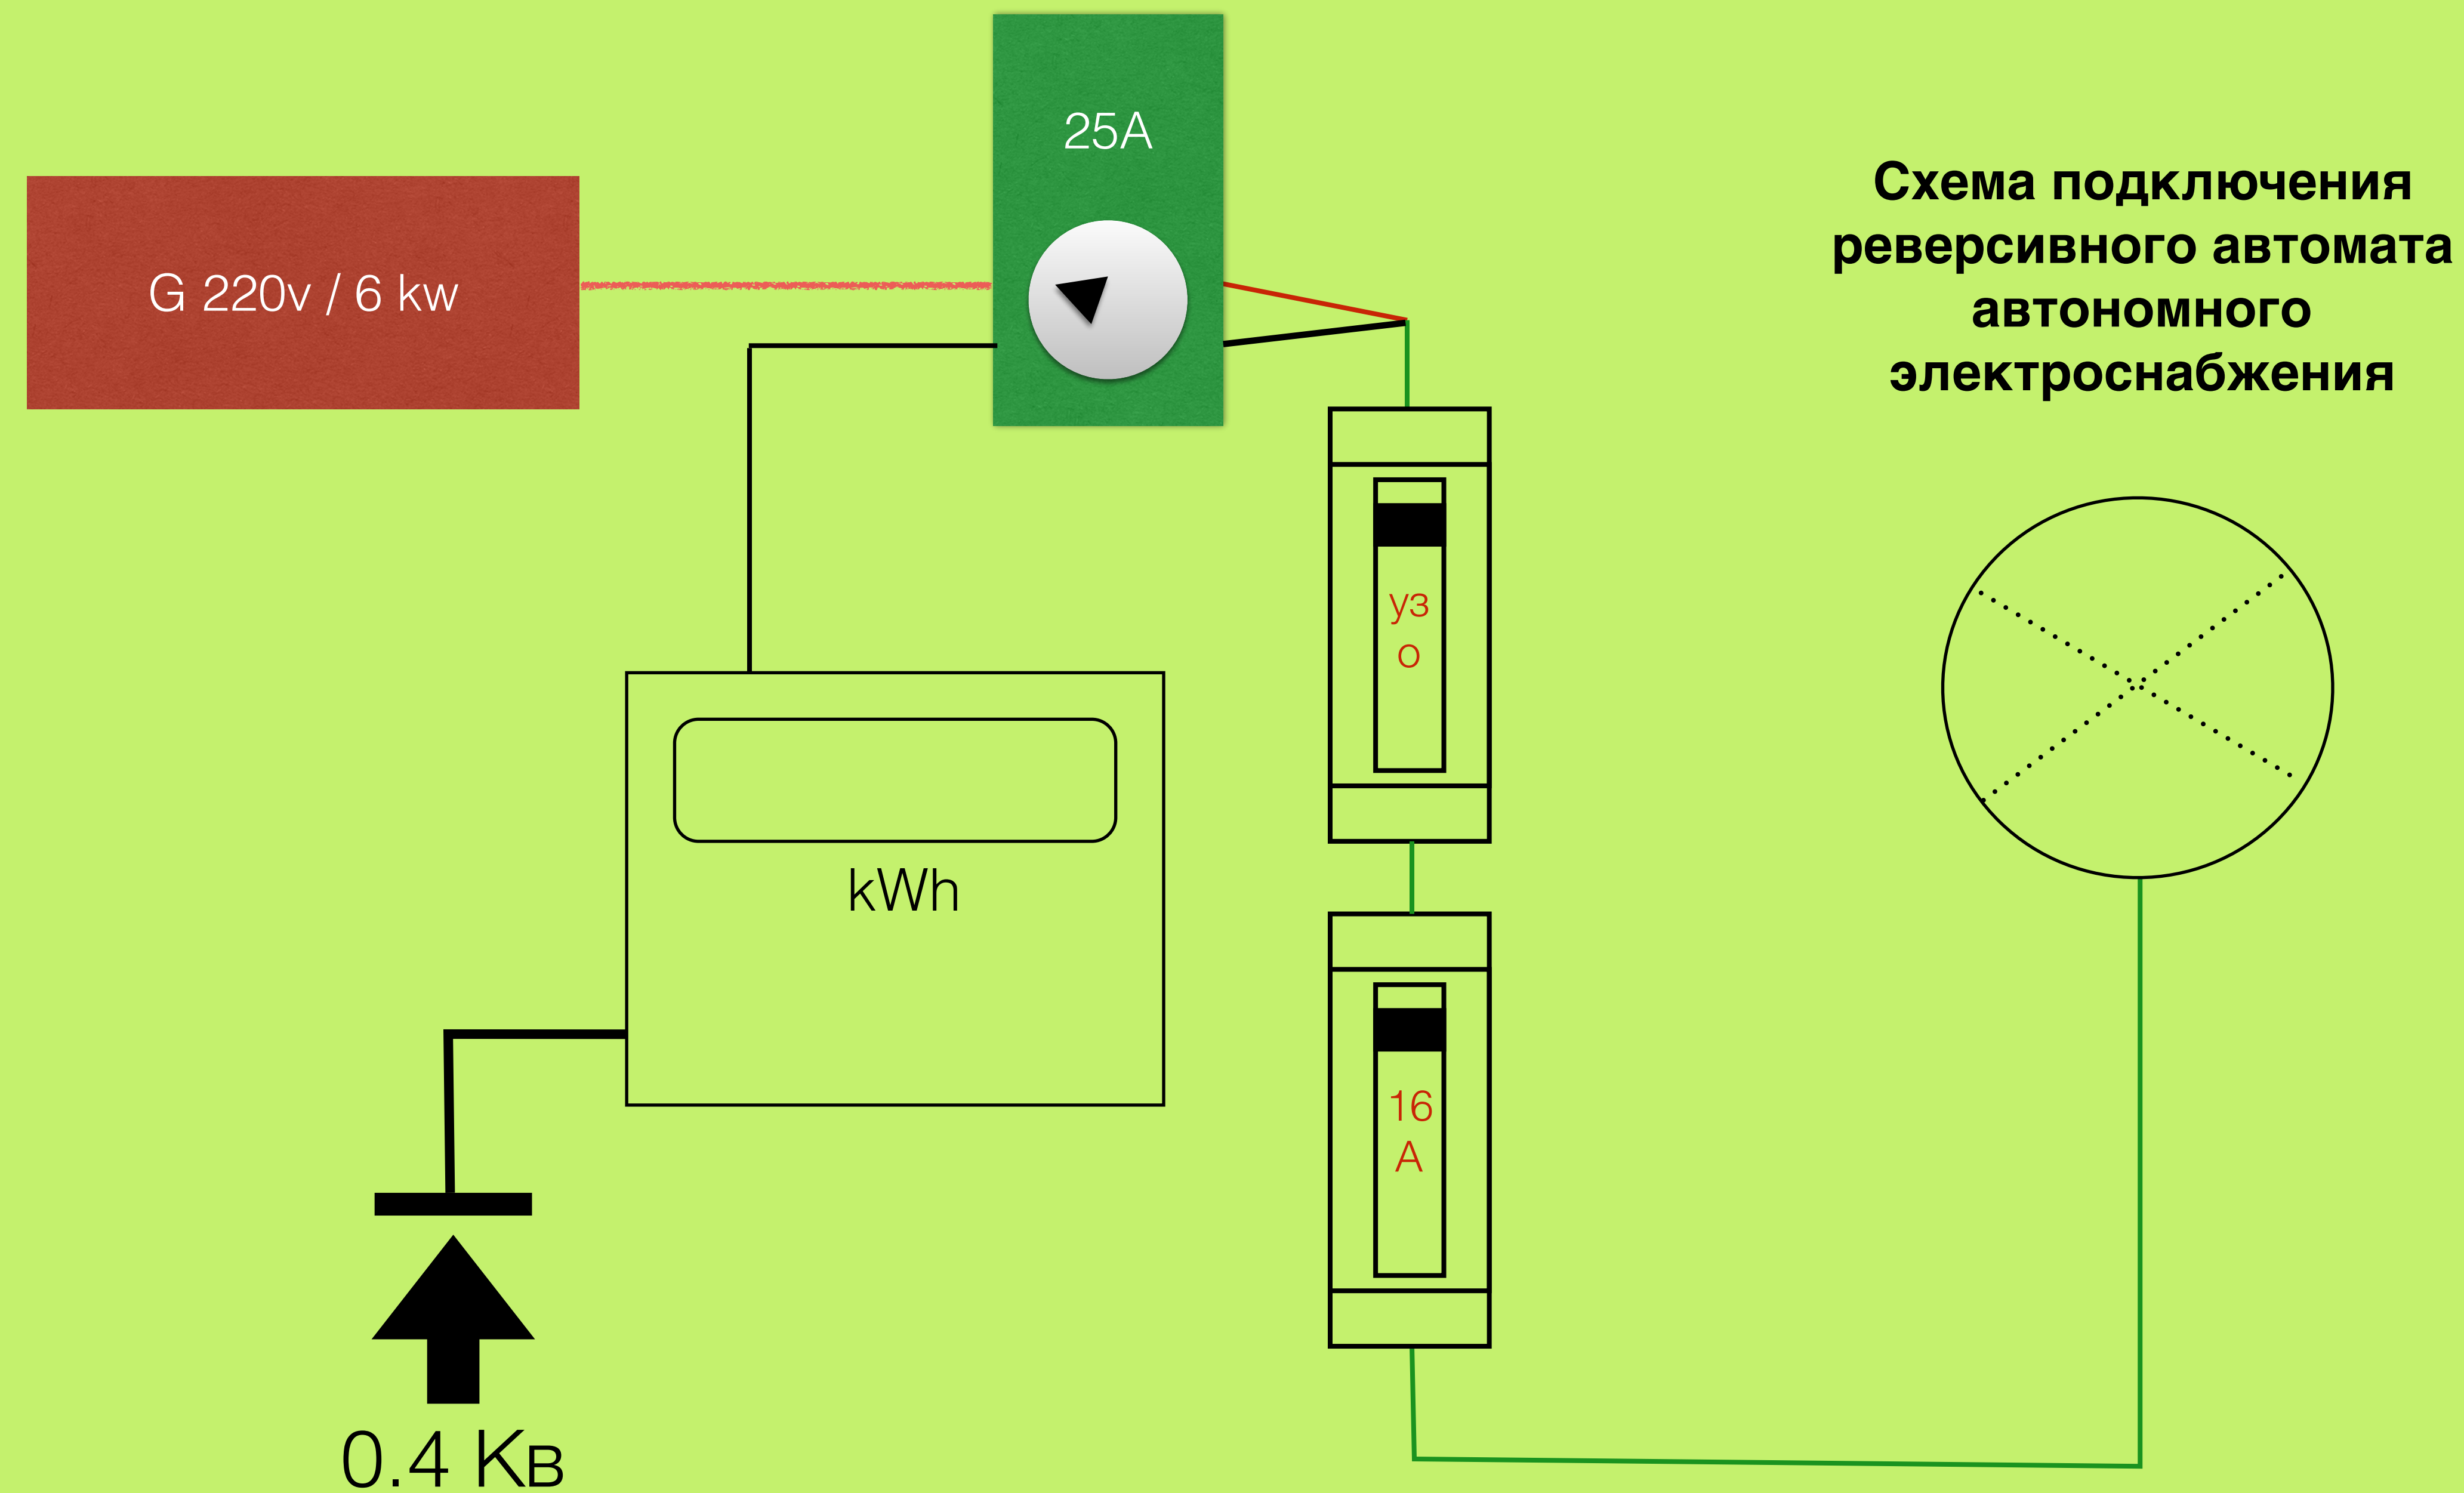 25A
G 220v / 6 kw
Схема подключения
реверсивного автомата
автономного
электроснабжения
уз
о
kWh
16
A
0.4 Кв